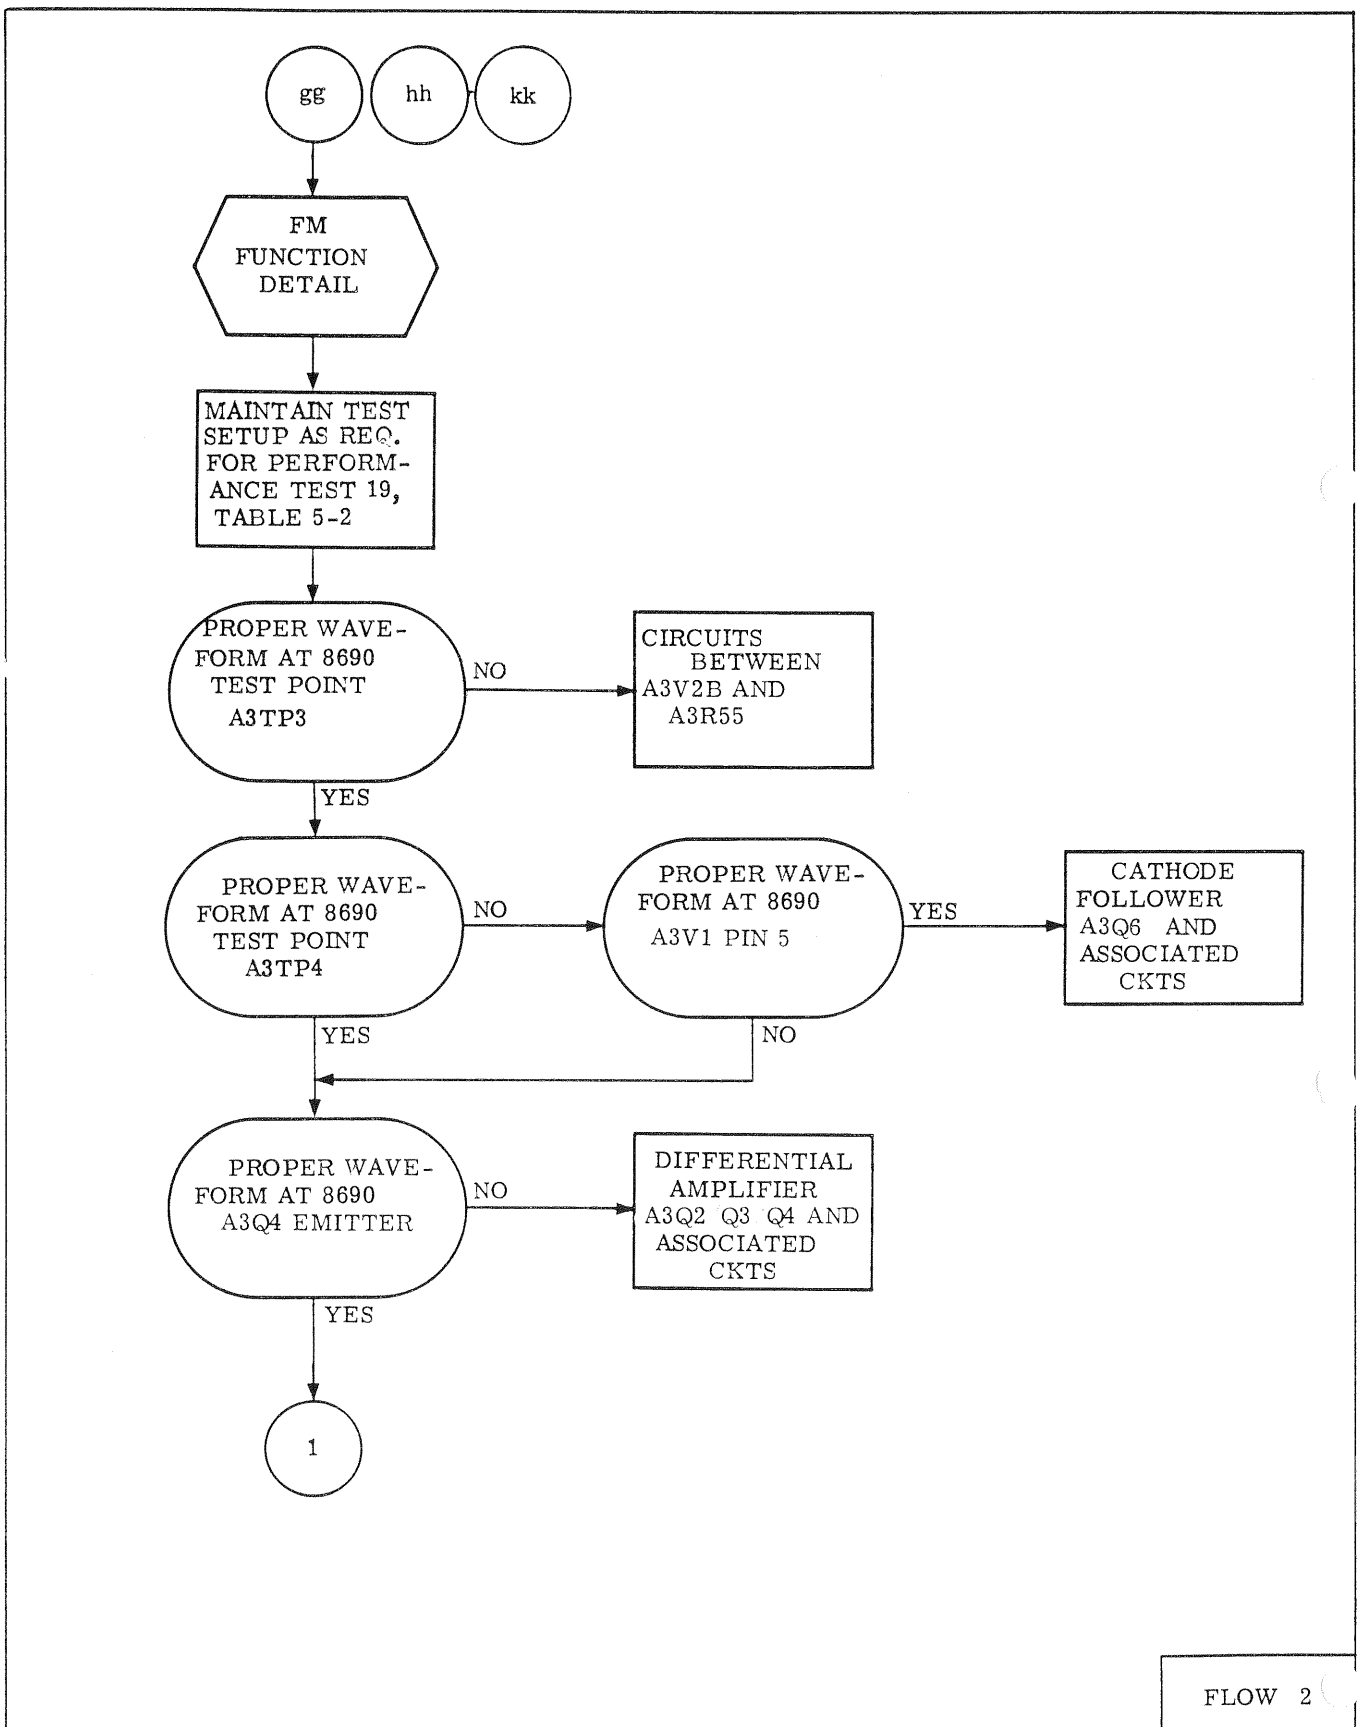 gg hh kk
FM
FUNCTION
DETAIL
MAINTAIN TEST
SETUP AS REQ.
FOR PERFORM-
ANCE TEST 19,
TABLE 5-2
PROPER WAVE-
FORM AT 8690
TEST POINT
A3TP3
NO
CIRCUITS
BETWEEN
A3V2B AND
A3R55
YES
PROPER WAVE-
FORM AT 8690
TEST POINT
A3TP4
NO
PROPER WAVE-
FORM AT 8690
A3V1 PIN 5
YES
CATHODE
FOLLOWER
A3Q6 AND
ASSOCIATED
CKTS
YES
NO
PROPER WAVE-
FORM AT 8690
A3Q4 EMITTER
NO
DIFFERENTIAL
AMPLIFIER
A3Q2 Q3 Q4 AND
ASSOCIATED
CKTS
YES
1
FLOW 2